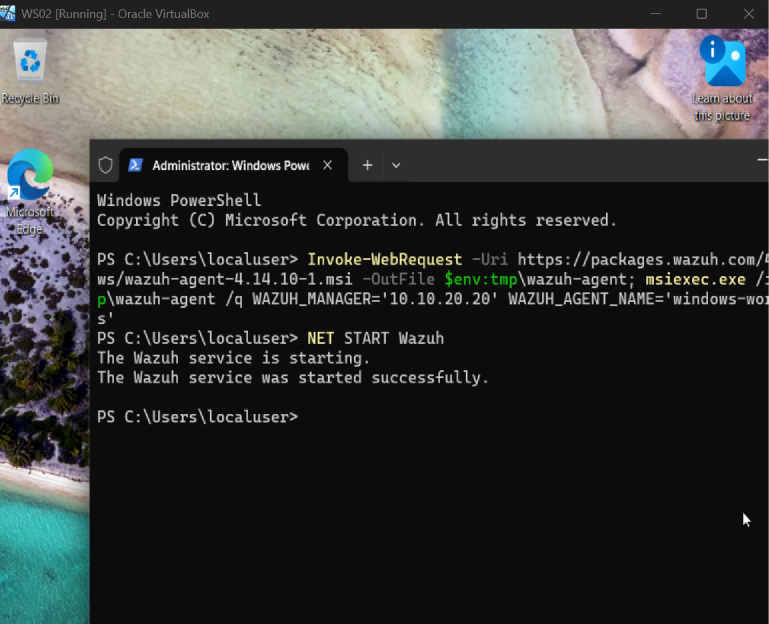 WS02 [Running] - Oracle VirtualBox
Recycle Bin
Learn about
this picture
Microsoft
Edge
Administrator: Windows Powe
Windows PowerShell
Copyright (C) Microsoft Corporation. All rights reserved.
PS C:\Users\localuser> Invoke-WebRequest -Uri https://packages.wazuh.com/4
ws/wazuh-agent-4.14.10-1.msi -OutFile $env:tmp\wazuh-agent; msiexec.exe /i
p\wazuh-agent /q WAZUH_MANAGER='10.10.20.20' WAZUH_AGENT_NAME='windows-wor
s'
PS C:\Users\localuser> NET START Wazuh
The Wazuh service is starting.
The Wazuh service was started successfully.
PS C:\Users\localuser>